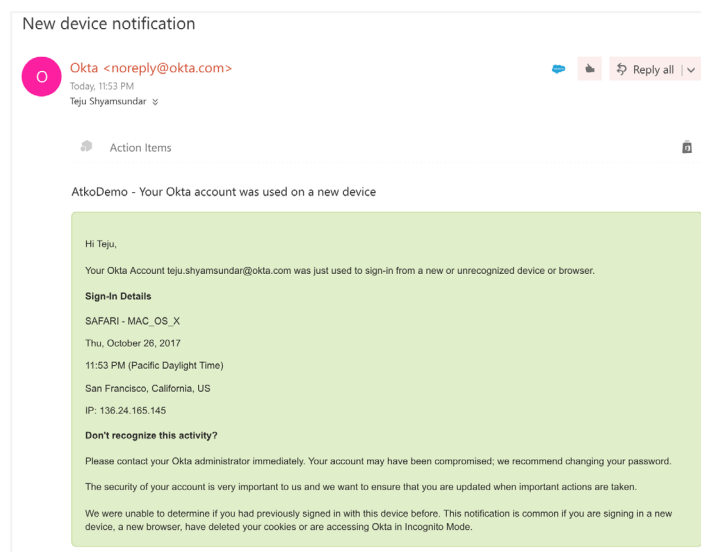 New device notification
O
Okta <noreply@okta.com>
Reply all
Today, 11:53 PM
Teju Shyamsundar
Action Items
AtkoDemo - Your Okta account was used on a new device
Hi Teju,
Your Okta Account teju.shyamsundar@okta.com was just used to sign-in from a new or unrecognized device or browser.
Sign-In Details
SAFARI - MAC_OS_X
Thu, October 26, 2017
11:53 PM (Pacific Daylight Time)
San Francisco, California, US
IP: 136.24.165.145
Don't recognize this activity?
Please contact your Okta administrator immediately. Your account may have been compromised; we recommend changing your password.
The security of your account is very important to us and we want to ensure that you are updated when important actions are taken.
We were unable to determine if you had previously signed in with this device before. This notification is common if you are signing in a new
device, a new browser, have deleted your cookies or are accessing Okta in Incognito Mode.